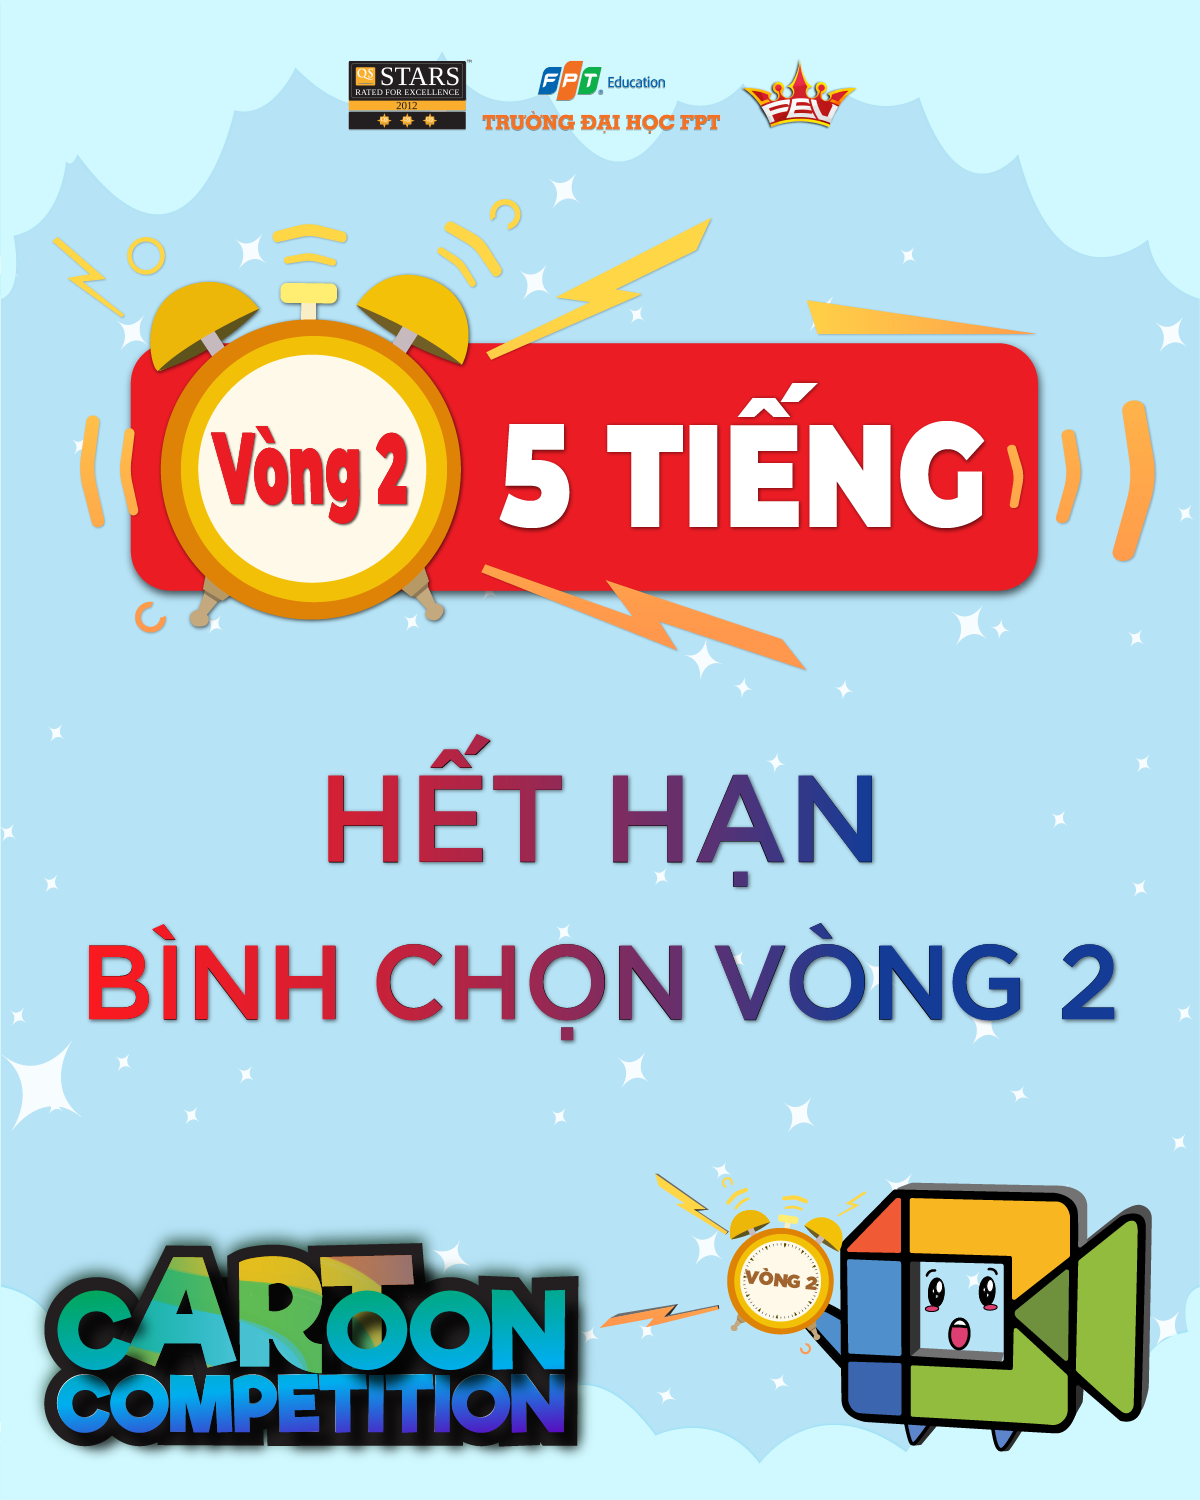 QS STARS™
RATED FOR EXCELLENCE
2012
FPT® Education
TRƯỜNG ĐẠI HỌC FPT
FEV
Vòng 2
5 TIẾNG
HẾT HẠN
BÌNH CHỌN VÒNG 2
VÒNG 2
CARTOON
COMPETITION